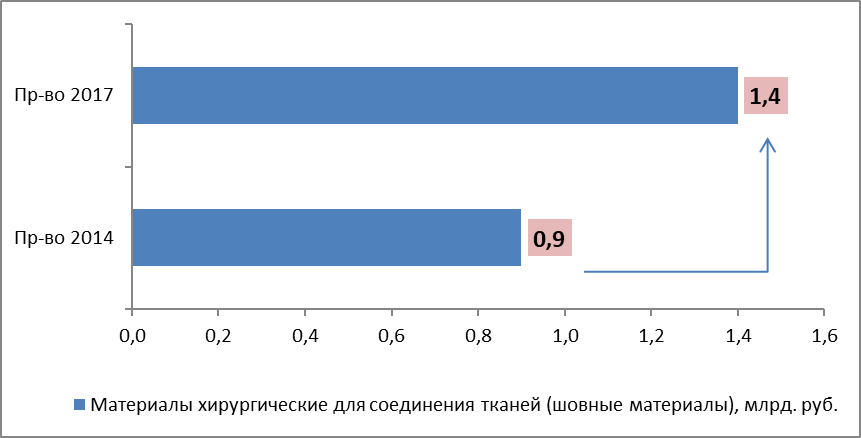 Пр-во 2017
1,4
Пр-во 2014
0,9
0,0 0,2 0,4 0,6 0,8 1,0 1,2 1,4 1,6
Материалы хирургические для соединения тканей (шовные материалы), млрд. руб.